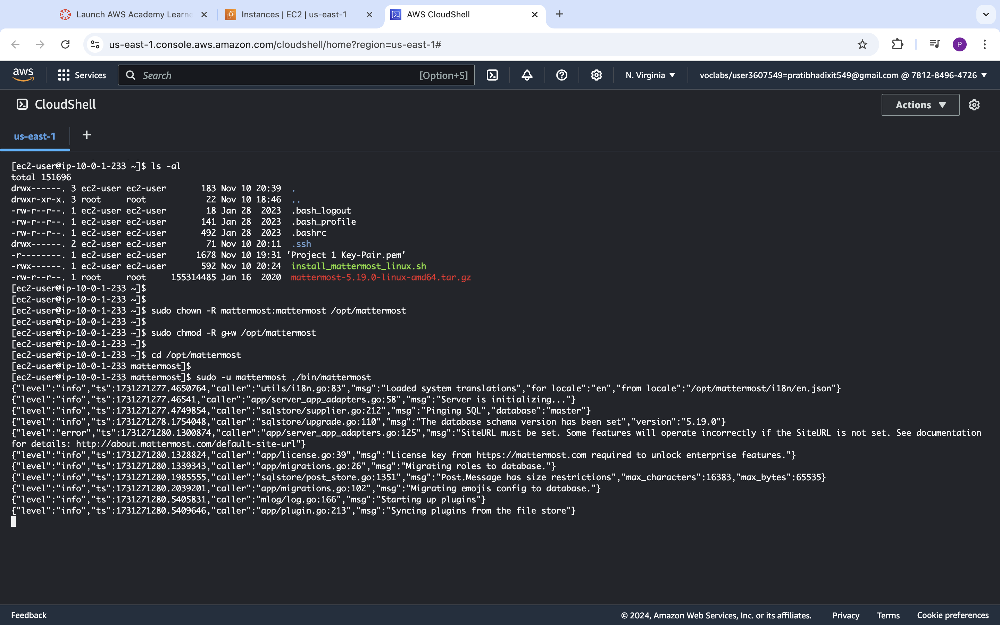 Launch AWS Academy Learne
Instances | EC2 | us-east-1
AWS CloudShell
us-east-1.console.aws.amazon.com/cloudshell/home?region=us-east-1#
P
aws
Services
Search
[Option+S]
N. Virginia
voclabs/user3607549=pratibhadixit549@gmail.com @ 7812-8496-4726
CloudShell
Actions
us-east-1
[ec2-user@ip-10-0-1-233 ~]$ ls -al
total 151696
drwx------. 3 ec2-user ec2-user       183 Nov 10 20:39  .
drwxr-xr-x. 3 root     root            22 Nov 10 18:46  ..
-rw-r--r--. 1 ec2-user ec2-user        18 Jan 28  2023  .bash_logout
-rw-r--r--. 1 ec2-user ec2-user       141 Jan 28  2023  .bash_profile
-rw-r--r--. 1 ec2-user ec2-user       492 Jan 28  2023  .bashrc
drwx------. 2 ec2-user ec2-user        71 Nov 10 20:11  .ssh
-r--------. 1 ec2-user ec2-user      1678 Nov 10 19:31 'Project 1 Key-Pair.pem'
-rwx------. 1 ec2-user ec2-user       592 Nov 10 20:24  install_mattermost_linux.sh
-rw-r--r--. 1 root     root     155314485 Jan 16  2020  mattermost-5.19.0-linux-amd64.tar.gz
[ec2-user@ip-10-0-1-233 ~]$
[ec2-user@ip-10-0-1-233 ~]$
[ec2-user@ip-10-0-1-233 ~]$ sudo chown -R mattermost:mattermost /opt/mattermost
[ec2-user@ip-10-0-1-233 ~]$
[ec2-user@ip-10-0-1-233 ~]$ sudo chmod -R g+w /opt/mattermost
[ec2-user@ip-10-0-1-233 ~]$
[ec2-user@ip-10-0-1-233 ~]$ cd /opt/mattermost
[ec2-user@ip-10-0-1-233 mattermost]$
[ec2-user@ip-10-0-1-233 mattermost]$ sudo -u mattermost ./bin/mattermost
{"level":"info","ts":1731271277.4650764,"caller":"utils/i18n.go:83","msg":"Loaded system translations","for locale":"en","from locale":"/opt/mattermost/i18n/en.json"}
{"level":"info","ts":1731271277.46541,"caller":"app/server_app_adapters.go:58","msg":"Server is initializing..."}
{"level":"info","ts":1731271277.4749854,"caller":"sqlstore/supplier.go:212","msg":"Pinging SQL","database":"master"}
{"level":"info","ts":1731271278.1754048,"caller":"sqlstore/upgrade.go:110","msg":"The database schema version has been set","version":"5.19.0"}
{"level":"error","ts":1731271280.1300874,"caller":"app/server_app_adapters.go:125","msg":"SiteURL must be set. Some features will operate incorrectly if the SiteURL is not set. See documentation
for details: http://about.mattermost.com/default-site-url"}
{"level":"info","ts":1731271280.1328824,"caller":"app/license.go:39","msg":"License key from https://mattermost.com required to unlock enterprise features."}
{"level":"info","ts":1731271280.1339343,"caller":"app/migrations.go:26","msg":"Migrating roles to database."}
{"level":"info","ts":1731271280.1985555,"caller":"sqlstore/post_store.go:1351","msg":"Post.Message has size restrictions","max_characters":16383,"max_bytes":65535}
{"level":"info","ts":1731271280.2039201,"caller":"app/migrations.go:102","msg":"Migrating emojis config to database."}
{"level":"info","ts":1731271280.5405831,"caller":"mlog/log.go:166","msg":"Starting up plugins"}
{"level":"info","ts":1731271280.5409646,"caller":"app/plugin.go:213","msg":"Syncing plugins from the file store"}
Feedback
© 2024, Amazon Web Services, Inc. or its affiliates.
Privacy
Terms
Cookie preferences